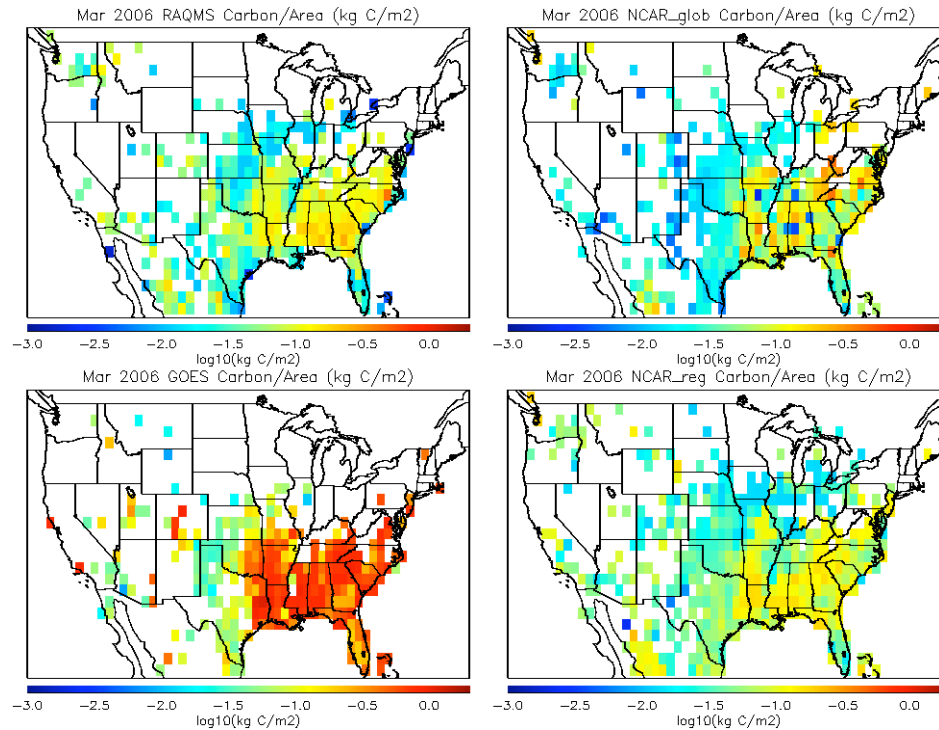 Mar 2006 RAQMS Carbon/Area (kg C/m2)
Mar 2006 NCAR_glob Carbon/Area (kg C/m2)
-3.0 -2.5 -2.0 -1.5 -1.0 -0.5 0.0
log10(kg C/m2)
-3.0 -2.5 -2.0 -1.5 -1.0 -0.5 0.0
log10(kg C/m2)
Mar 2006 GOES Carbon/Area (kg C/m2)
Mar 2006 NCAR_reg Carbon/Area (kg C/m2)
-3.0 -2.5 -2.0 -1.5 -1.0 -0.5 0.0
log10(kg C/m2)
-3.0 -2.5 -2.0 -1.5 -1.0 -0.5 0.0
log10(kg C/m2)